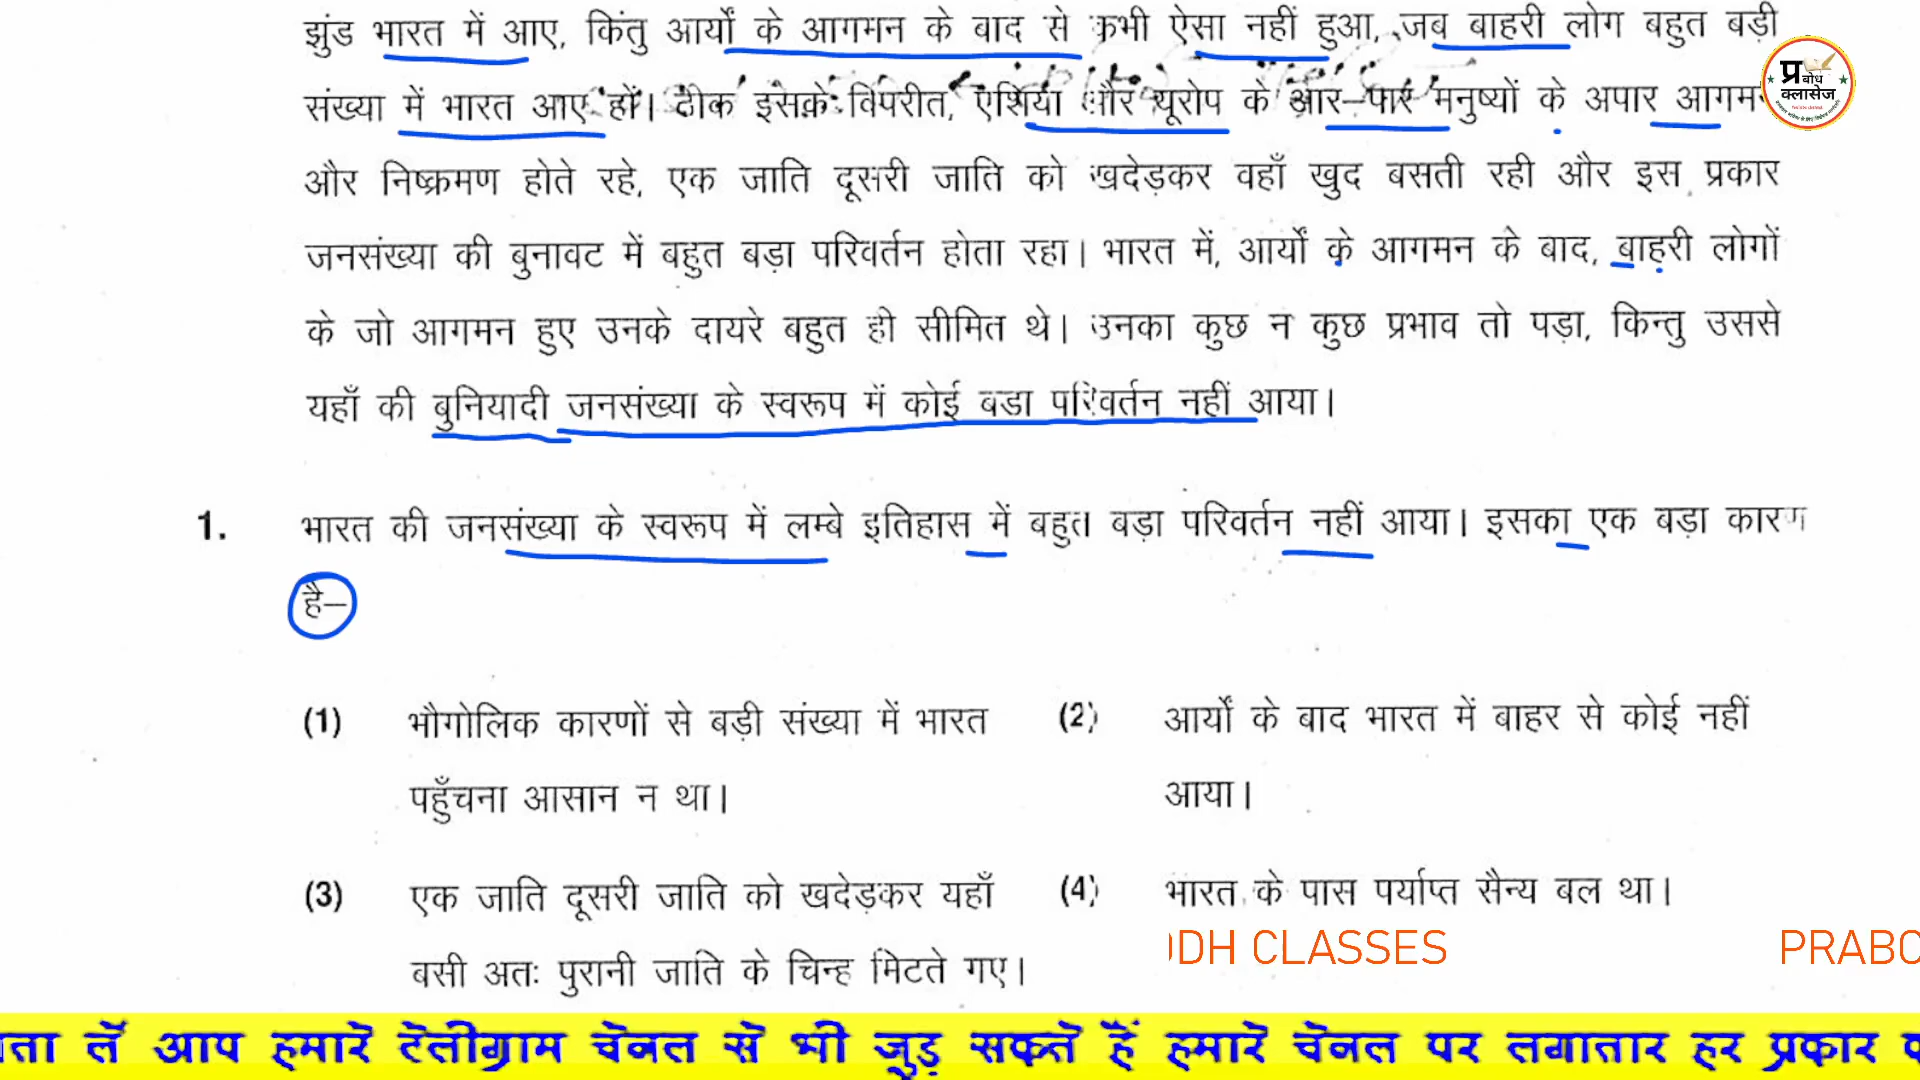 झुंड भारत में आए, किंतु आर्यों के आगमन के बाद से कभी ऐसा नहीं हुआ, जब बाहरी लोग बहुत बड़ी
संख्या में भारत आए हों। ठीक इसके विपरीत, एशिया और यूरोप के आर–पार मनुष्यों के अपार आगम
और निष्क्रमण होते रहे, एक जाति दूसरी जाति को खदेड़कर वहाँ खुद बसती रही और इस प्रकार
जनसंख्या की बुनावट में बहुत बड़ा परिवर्तन होता रहा। भारत में, आर्यों के आगमन के बाद, बाहरी लोगों
के जो आगमन हुए उनके दायरे बहुत ही सीमित थे। उनका कुछ न कुछ प्रभाव तो पड़ा, किन्तु उससे
यहाँ की बुनियादी जनसंख्या के स्वरूप में कोई बडा परिवर्तन नहीं आया।
प्रबोध
क्लासेज
1. भारत की जनसंख्या के स्वरूप में लम्बे इतिहास में बहुत बड़ा परिवर्तन नहीं आया। इसका एक बड़ा कारण
है–
(1) भौगोलिक कारणों से बड़ी संख्या में भारत
पहुँचना आसान न था।
(2) आर्यों के बाद भारत में बाहर से कोई नहीं
आया।
(3) एक जाति दूसरी जाति को खदेड़कर यहाँ
बसी अतः पुरानी जाति के चिन्ह मिटते गए।
(4) भारत के पास पर्याप्त सैन्य बल था।
DDH CLASSES PRABO
ता लें आप हमारे टेलीग्राम चेनल से भी जुड़ सकते हैं हमारे चेनल पर लगातार हर प्रकार